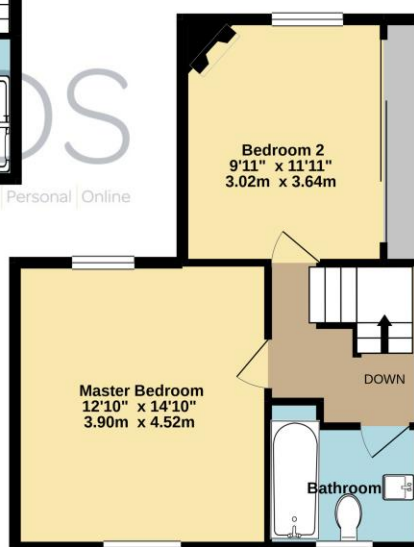 OS
Personal | Online
Bedroom 2
9'11" x 11'11"
3.02m x 3.64m
Master Bedroom
12'10" x 14'10"
3.90m x 4.52m
DOWN
Bathroom